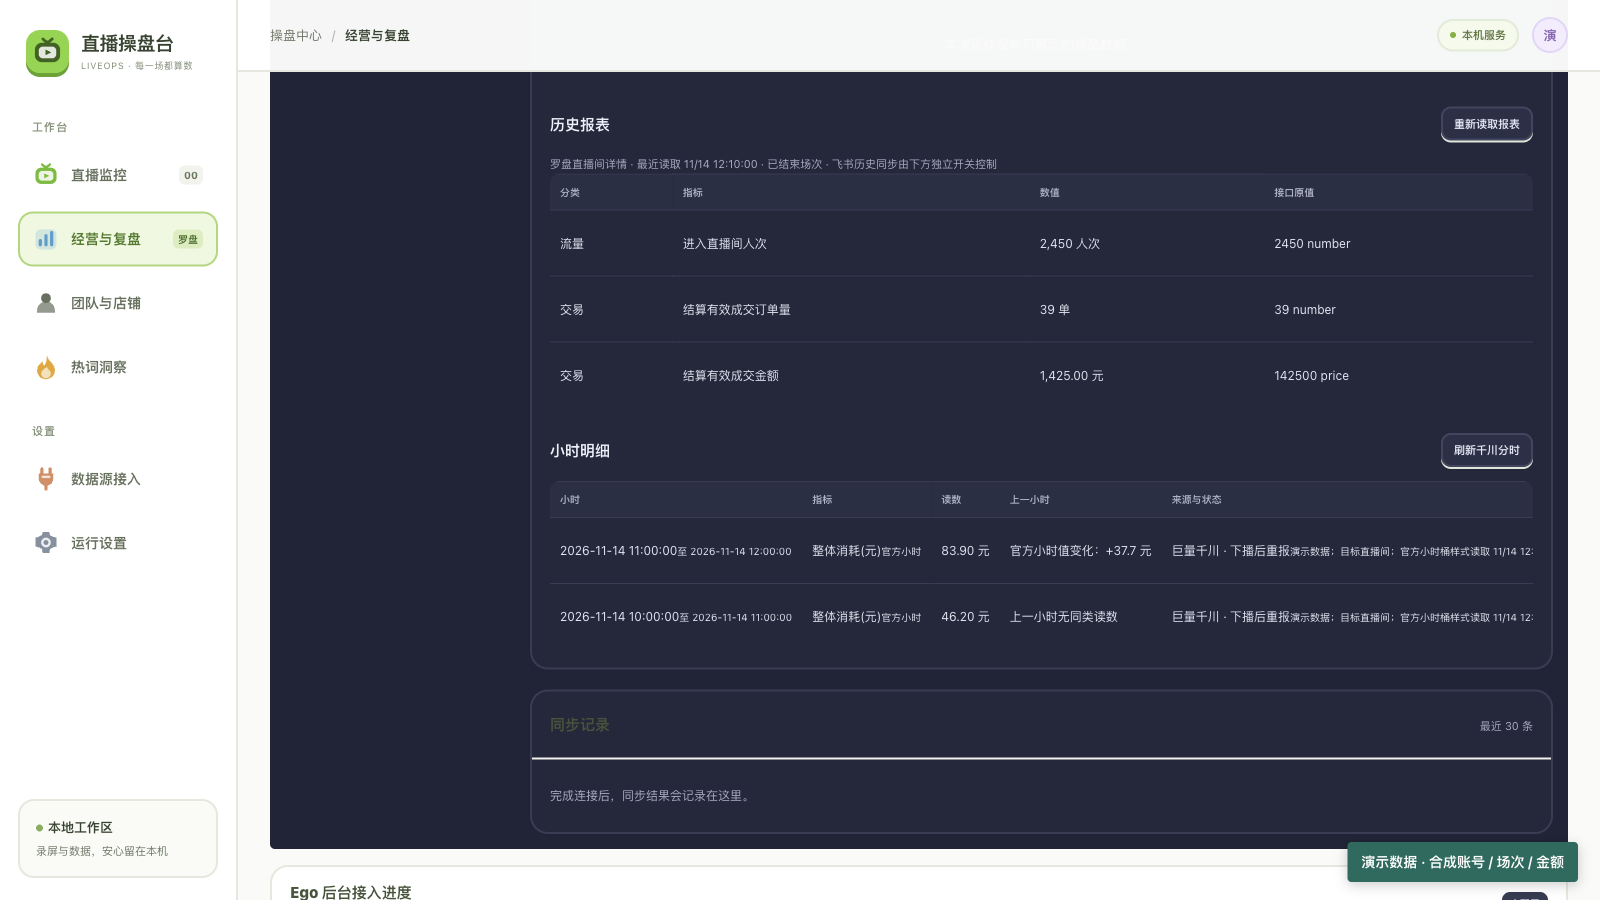 直播操盘台
LIVEOPS · 每一场都算数
工作台
直播监控 00
经营与复盘 罗盘
团队与店铺
热词洞察
设置
数据源接入
运行设置
本地工作区
录屏与数据，安心留在本机
操盘中心 / 经营与复盘
本机服务 演
历史报表 重新读取报表
罗盘直播间详情 · 最近读取 11/14 12:10:00 · 已结束场次 · 飞书历史同步由下方独立开关控制
分类 指标 数值 接口原值
流量 进入直播间人次 2,450 人次 2450 number
交易 结算有效成交订单量 39 单 39 number
交易 结算有效成交金额 1,425.00 元 142500 price
小时明细 刷新千川分时
小时 指标 读数 上一小时 来源与状态
2026-11-14 11:00:00至 2026-11-14 12:00:00 整体消耗(元)官方小时 83.90 元 官方小时值变化：+37.7 元 巨量千川 · 下播后重报演示数据；目标直播间；官方小时桶样式读取 11/14 12:
2026-11-14 10:00:00至 2026-11-14 11:00:00 整体消耗(元)官方小时 46.20 元 上一小时无同类读数 巨量千川 · 下播后重报演示数据；目标直播间；官方小时桶样式读取 11/14 12:
同步记录 最近 30 条
完成连接后，同步结果会记录在这里。
演示数据 · 合成账号 / 场次 / 金额
Ego 后台接入进度